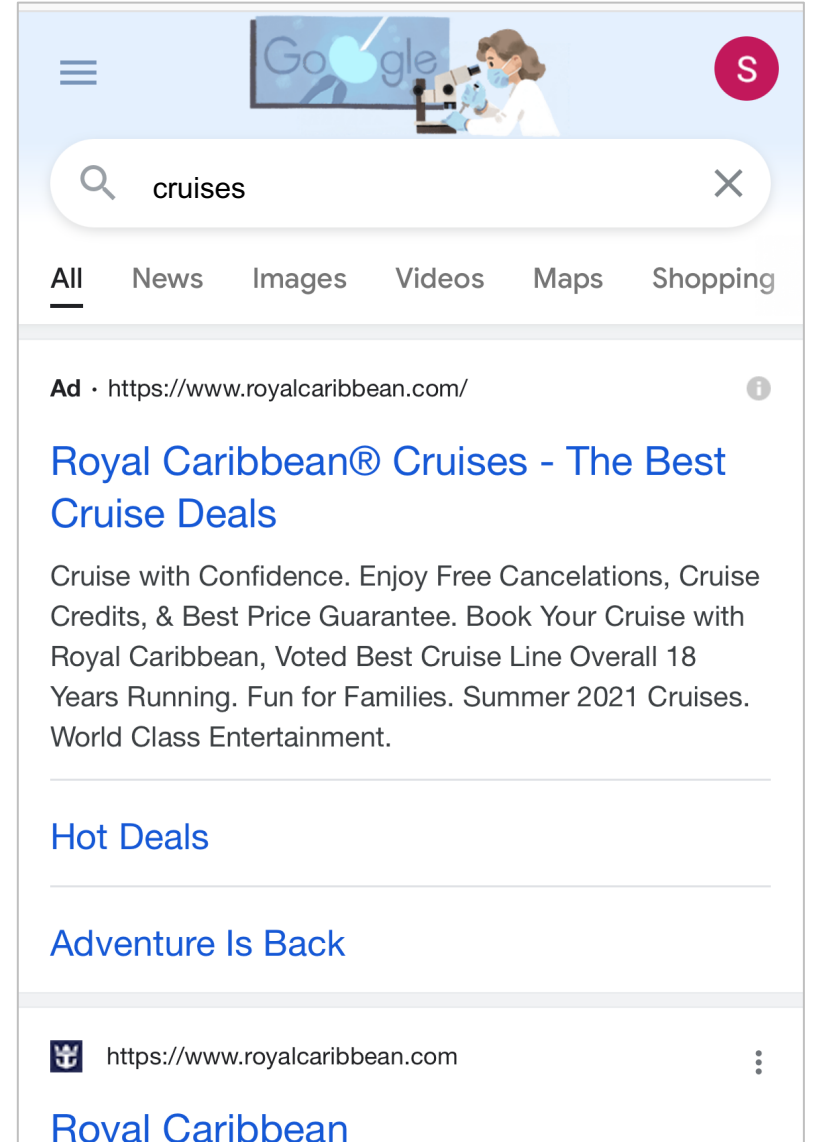 Google
S
cruises
All News Images Videos Maps Shopping
Ad · https://www.royalcaribbean.com/
Royal Caribbean® Cruises - The Best
Cruise Deals
Cruise with Confidence. Enjoy Free Cancelations, Cruise
Credits, & Best Price Guarantee. Book Your Cruise with
Royal Caribbean, Voted Best Cruise Line Overall 18
Years Running. Fun for Families. Summer 2021 Cruises.
World Class Entertainment.
Hot Deals
Adventure Is Back
https://www.royalcaribbean.com
Royal Caribbean